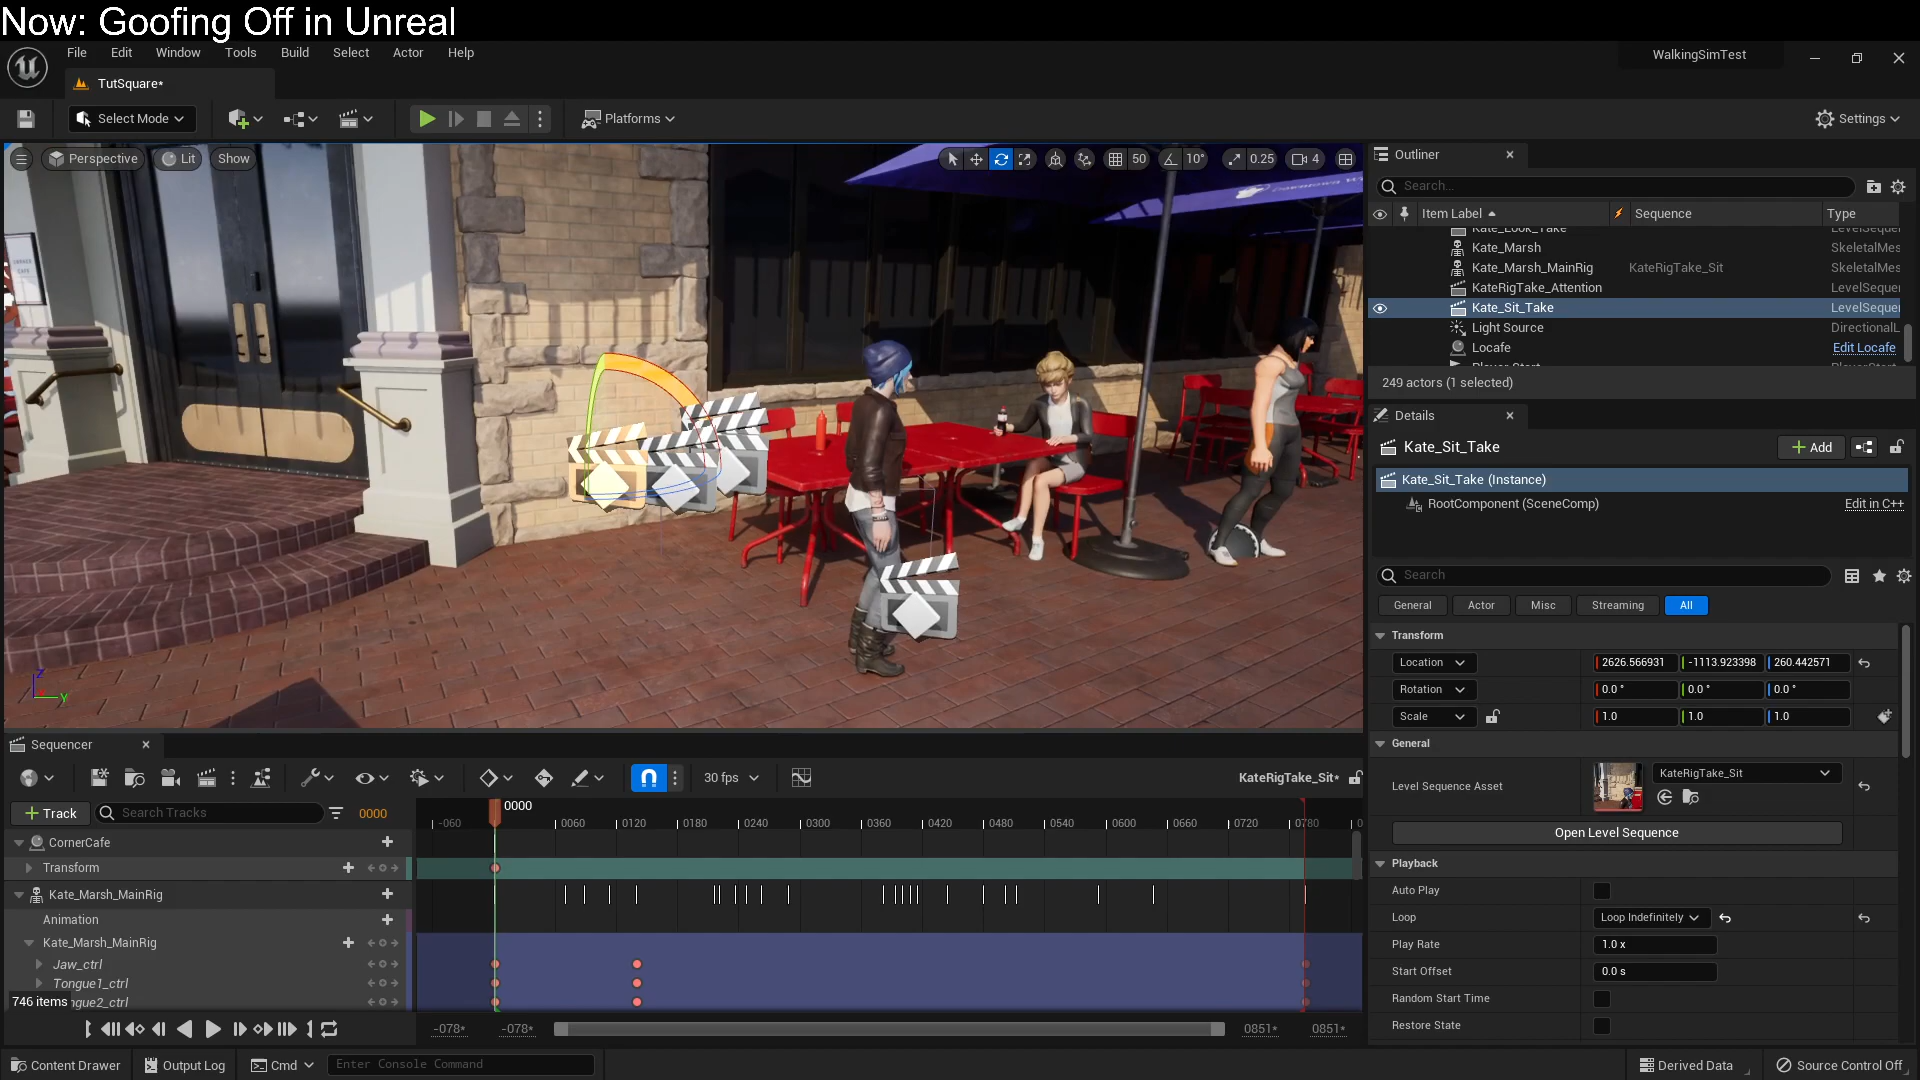 Now: Goofing Off in Unreal
File Edit Window Tools Build Select Actor Help
WalkingSimTest
TutSquare*
Select Mode
Platforms
Settings
Perspective Lit Show
50 10° 0.25 4
Outliner
Search...
Item Label Sequence Type
Kate_Look_Take LevelSeque
Kate_Marsh SkeletalMes
Kate_Marsh_MainRig KateRigTake_Sit SkeletalMes
KateRigTake_Attention LevelSeque
Kate_Sit_Take LevelSeque
Light Source DirectionalL
Locafe Edit Locafe
Player Start PlayerStart
249 actors (1 selected)
Details
Kate_Sit_Take
Add
Kate_Sit_Take (Instance)
RootComponent (SceneComp) Edit in C++
Search
General Actor Misc Streaming All
Transform
Location 2626.566931 -1113.923398 260.442571
Rotation 0.0° 0.0° 0.0°
Scale 1.0 1.0 1.0
General
Level Sequence Asset KateRigTake_Sit
Open Level Sequence
Playback
Auto Play
Loop Loop Indefinitely
Play Rate 1.0 x
Start Offset 0.0 s
Random Start Time
Restore State
Sequencer
30 fps
KateRigTake_Sit*
Track Search Tracks 0000
0000
-060 0060 0120 0180 0240 0300 0360 0420 0480 0540 0600 0660 0720 0780 0
CornerCafe
Transform
Kate_Marsh_MainRig
Animation
Kate_Marsh_MainRig
Jaw_ctrl
Tongue1_ctrl
746 items ngue2_ctrl
-078* -078* 0851* 0851*
Content Drawer Output Log Cmd Enter Console Command
Derived Data Source Control Off